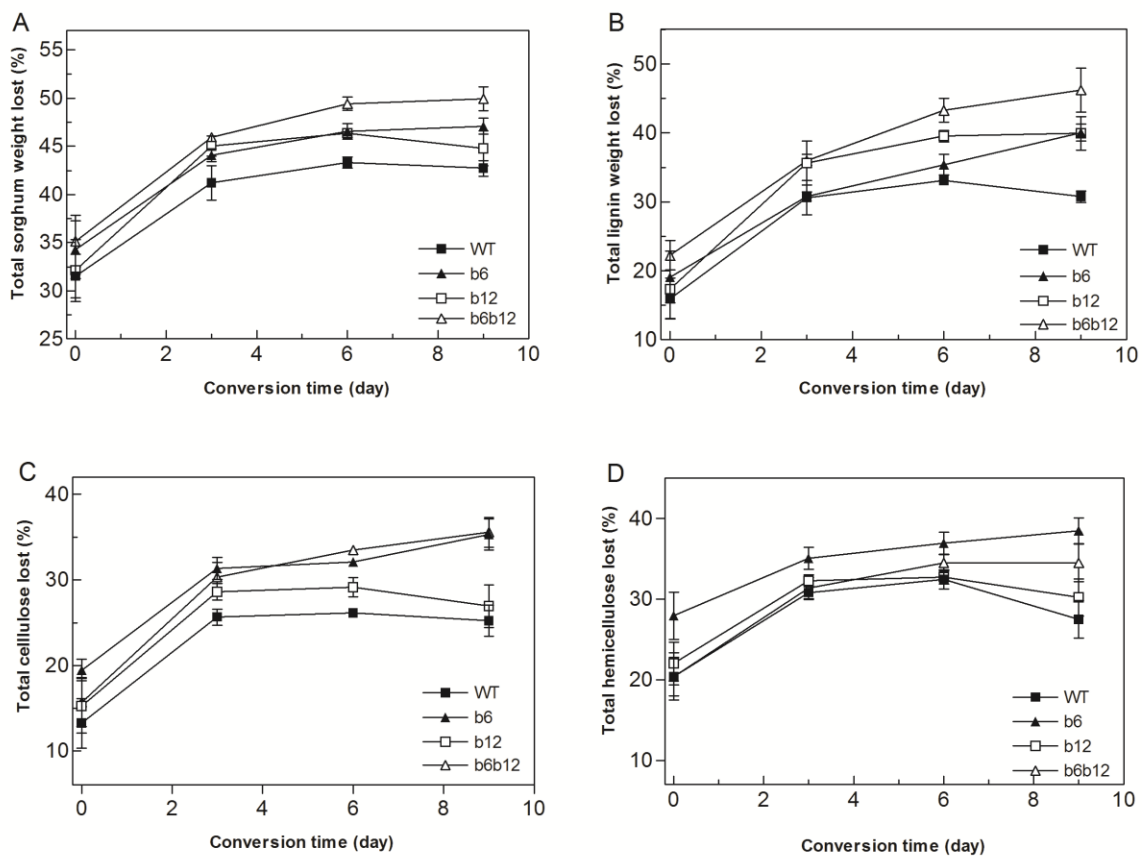 A
Total sorghum weight lost (%)
55
50
45
40
35
30
25
0
2
4
6
8
10
Conversion time (day)
WT
b6
b12
b6b12
B
Total lignin weight lost (%)
50
40
30
20
10
0
2
4
6
8
10
Conversion time (day)
WT
b6
b12
b6b12
C
Total celllulose lost (%)
40
30
20
10
0
2
4
6
8
10
Conversion time (day)
WT
b6
b12
b6b12
D
Total hemicellulose lost (%)
40
30
20
10
0
2
4
6
8
10
Conversion time (day)
WT
b6
b12
b6b12